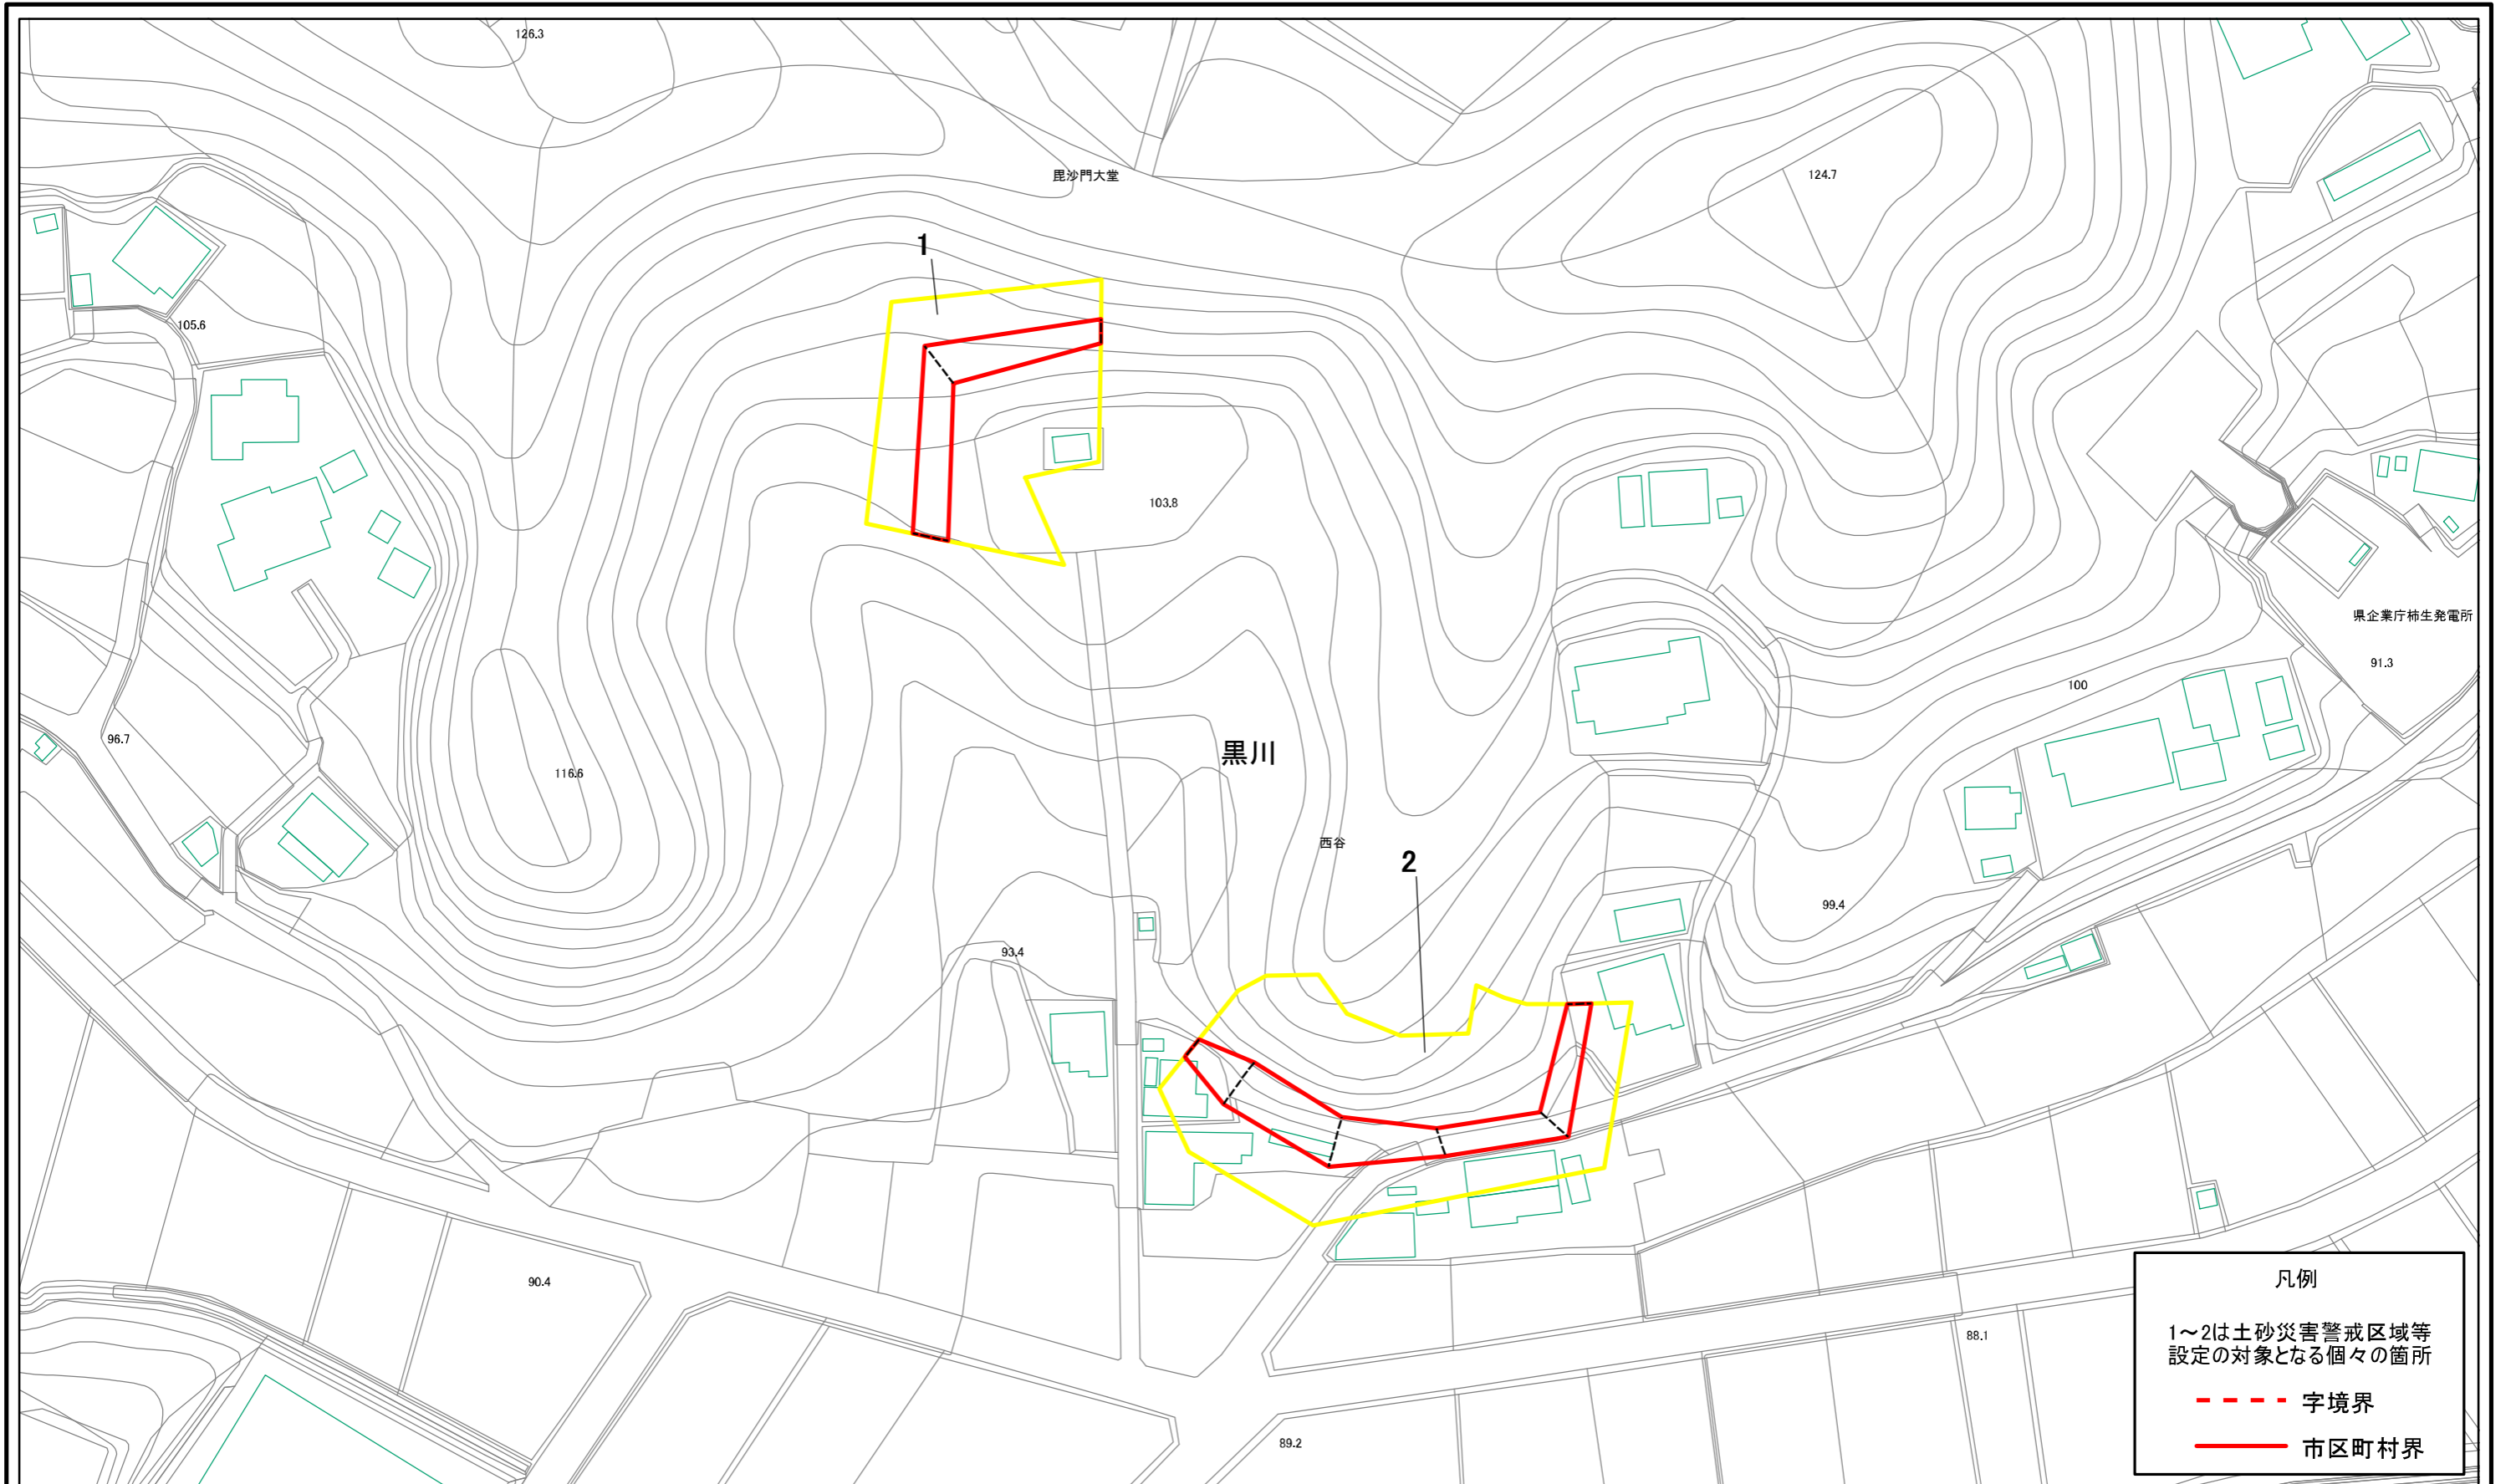 126.3
毘沙門大堂
124.7
1
105.6
103.8
県企業庁柿生発電所
91.3
100
96.7
黒川
116.6
西谷
2
99.4
93.4
90.4
88.1
89.2
凡例
1～2は土砂災害警戒区域等
設定の対象となる個々の箇所
字境界
市区町村界